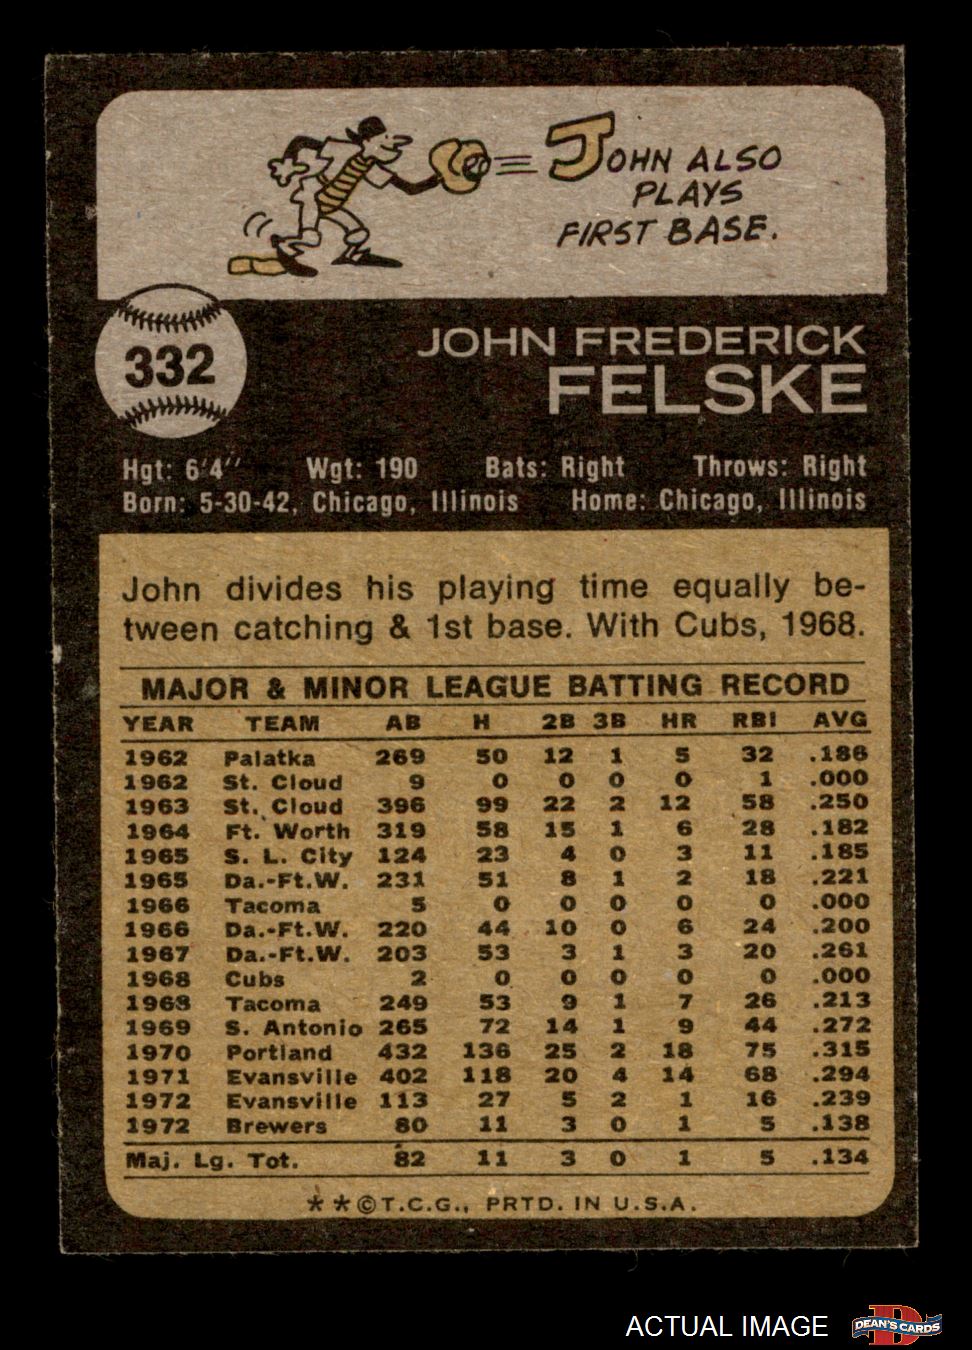 JOHN ALSO
PLAYS
FIRST BASE.
332
JOHN FREDERICK
FELSKE
Hgt: 6'4" Wgt: 190 Bats: Right Throws: Right
Born: 5-30-42, Chicago, Illinois Home: Chicago, Illinois
John divides his playing time equally be-
tween catching & 1st base. With Cubs, 1968.
MAJOR & MINOR LEAGUE BATTING RECORD
YEAR TEAM AB H 2B 3B HR RBI AVG
1962 Palatka 269 50 12 1 5 32 .186
1962 St. Cloud 9 0 0 0 0 1 .000
1963 St. Cloud 396 99 22 2 12 58 .250
1964 Ft. Worth 319 58 15 1 6 28 .182
1965 S. L. City 124 23 4 0 3 11 .185
1965 Da.-Ft.W. 231 51 8 1 2 18 .221
1966 Tacoma 5 0 0 0 0 0 .000
1966 Da.-Ft.W. 220 44 10 0 6 24 .200
1967 Da.-Ft.W. 203 53 3 1 3 20 .261
1968 Cubs 2 0 0 0 0 0 .000
1968 Tacoma 249 53 9 1 7 26 .213
1969 S. Antonio 265 72 14 1 9 44 .272
1970 Portland 432 136 25 2 18 75 .315
1971 Evansville 402 118 20 4 14 68 .294
1972 Evansville 113 27 5 2 1 16 .239
1972 Brewers 80 11 3 0 1 5 .138
Maj. Lg. Tot. 82 11 3 0 1 5 .134
**©T.C.G., PRTD. IN U.S.A.
ACTUAL IMAGE
D
DEAN'S CARDS